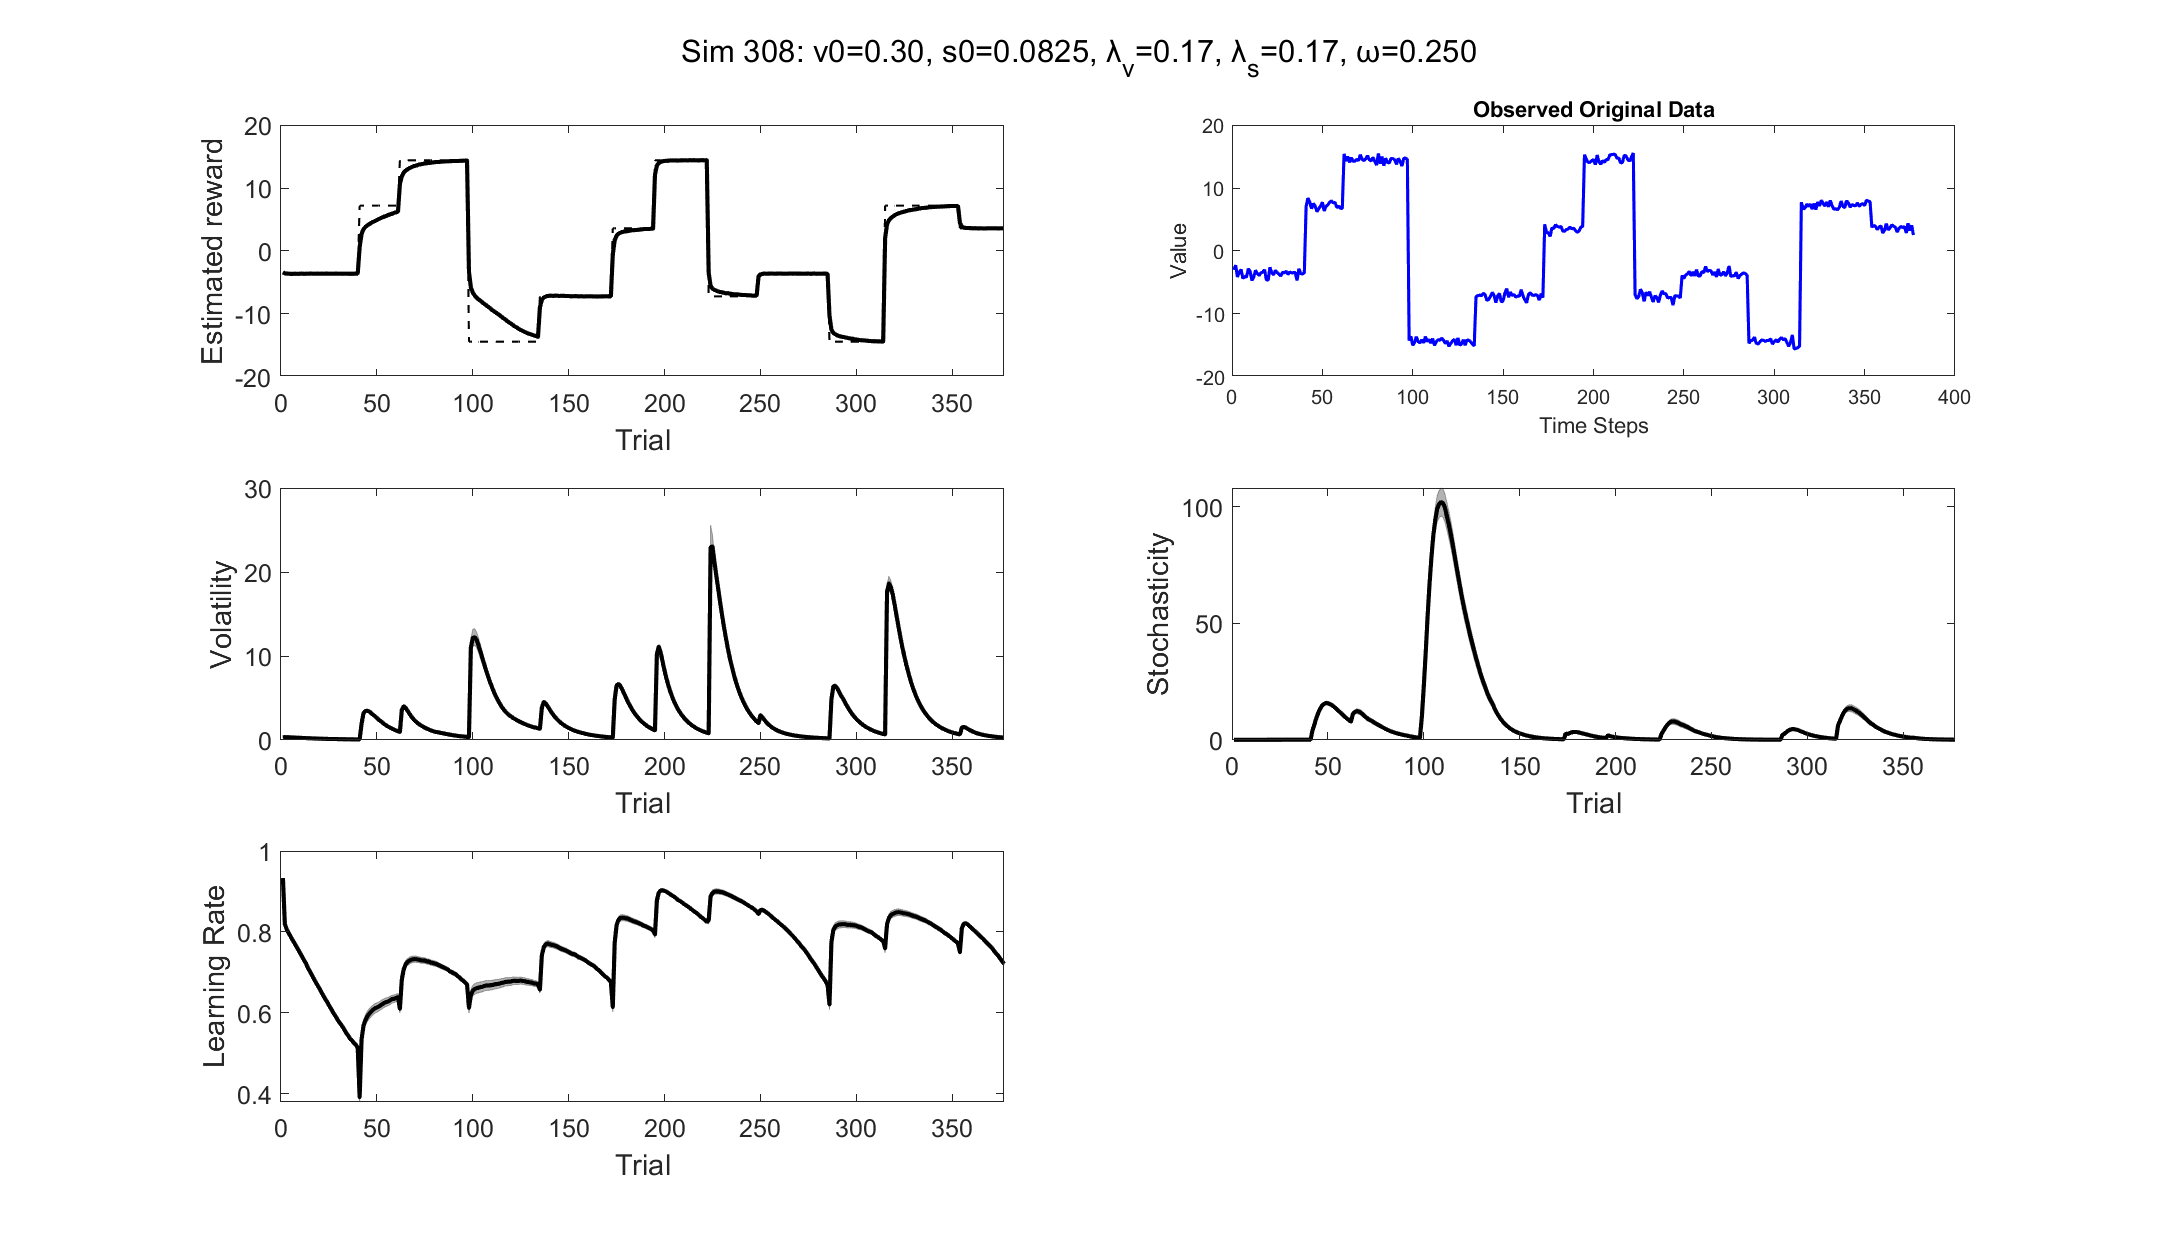 Sim 308: v0=0.30, s0=0.0825, λv=0.17, λs=0.17, ω=0.250
20
10
0
-10
-20
Estimated reward
0 50 100 150 200 250 300 350
Trial
Observed Original Data
20
10
0
-10
-20
Value
0 50 100 150 200 250 300 350 400
Time Steps
30
20
10
0
Volatility
0 50 100 150 200 250 300 350
Trial
100
50
0
Stochasticity
0 50 100 150 200 250 300 350
Trial
1
0.8
0.6
0.4
Learning Rate
0 50 100 150 200 250 300 350
Trial